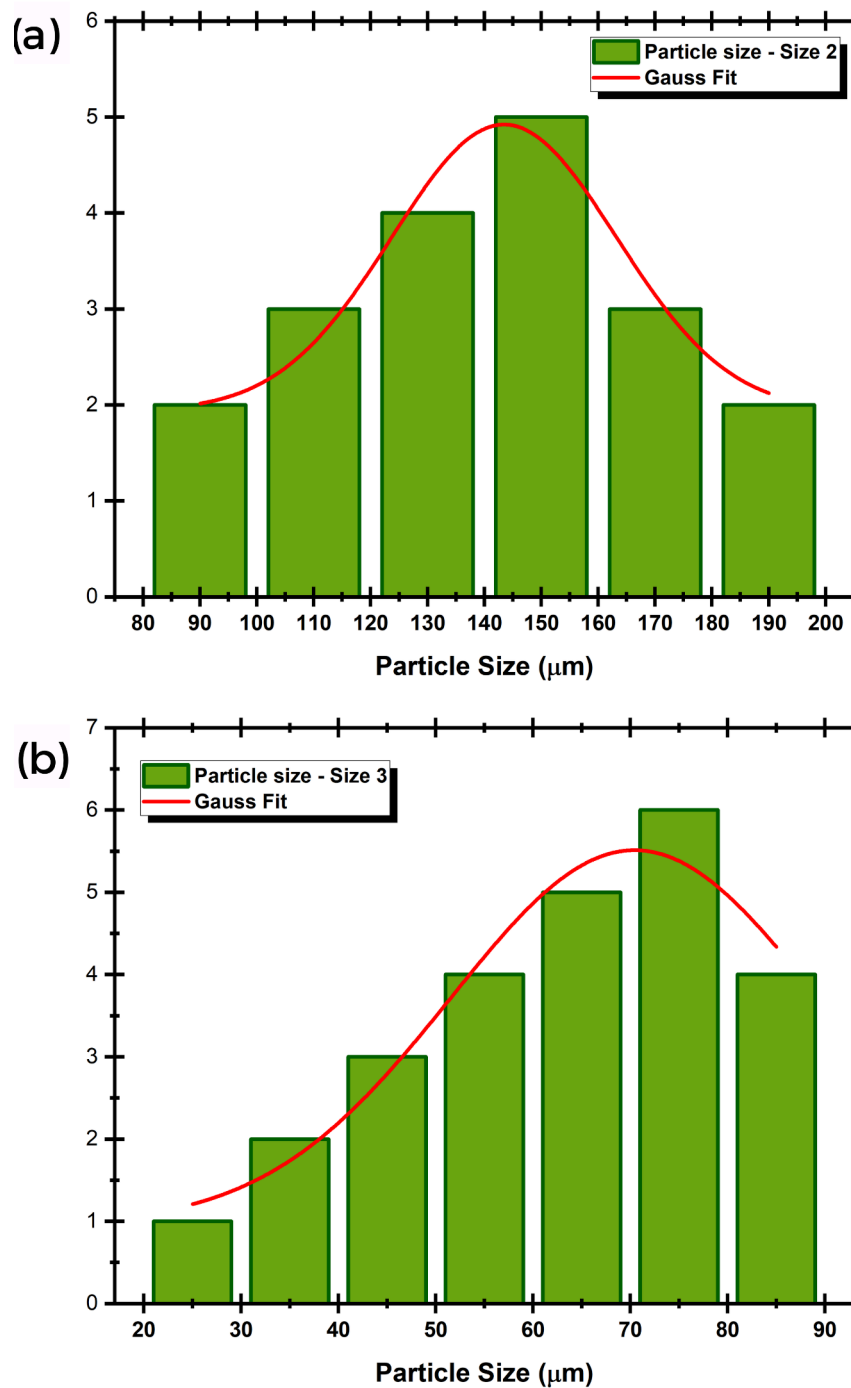 (a)
6
5
4
3
2
1
0
Particle size - Size 2
Gauss Fit
80 90 100 110 120 130 140 150 160 170 180 190 200
Particle Size (μm)
(b)
7
6
5
4
3
2
1
0
Particle size - Size 3
Gauss Fit
20 30 40 50 60 70 80 90
Particle Size (μm)